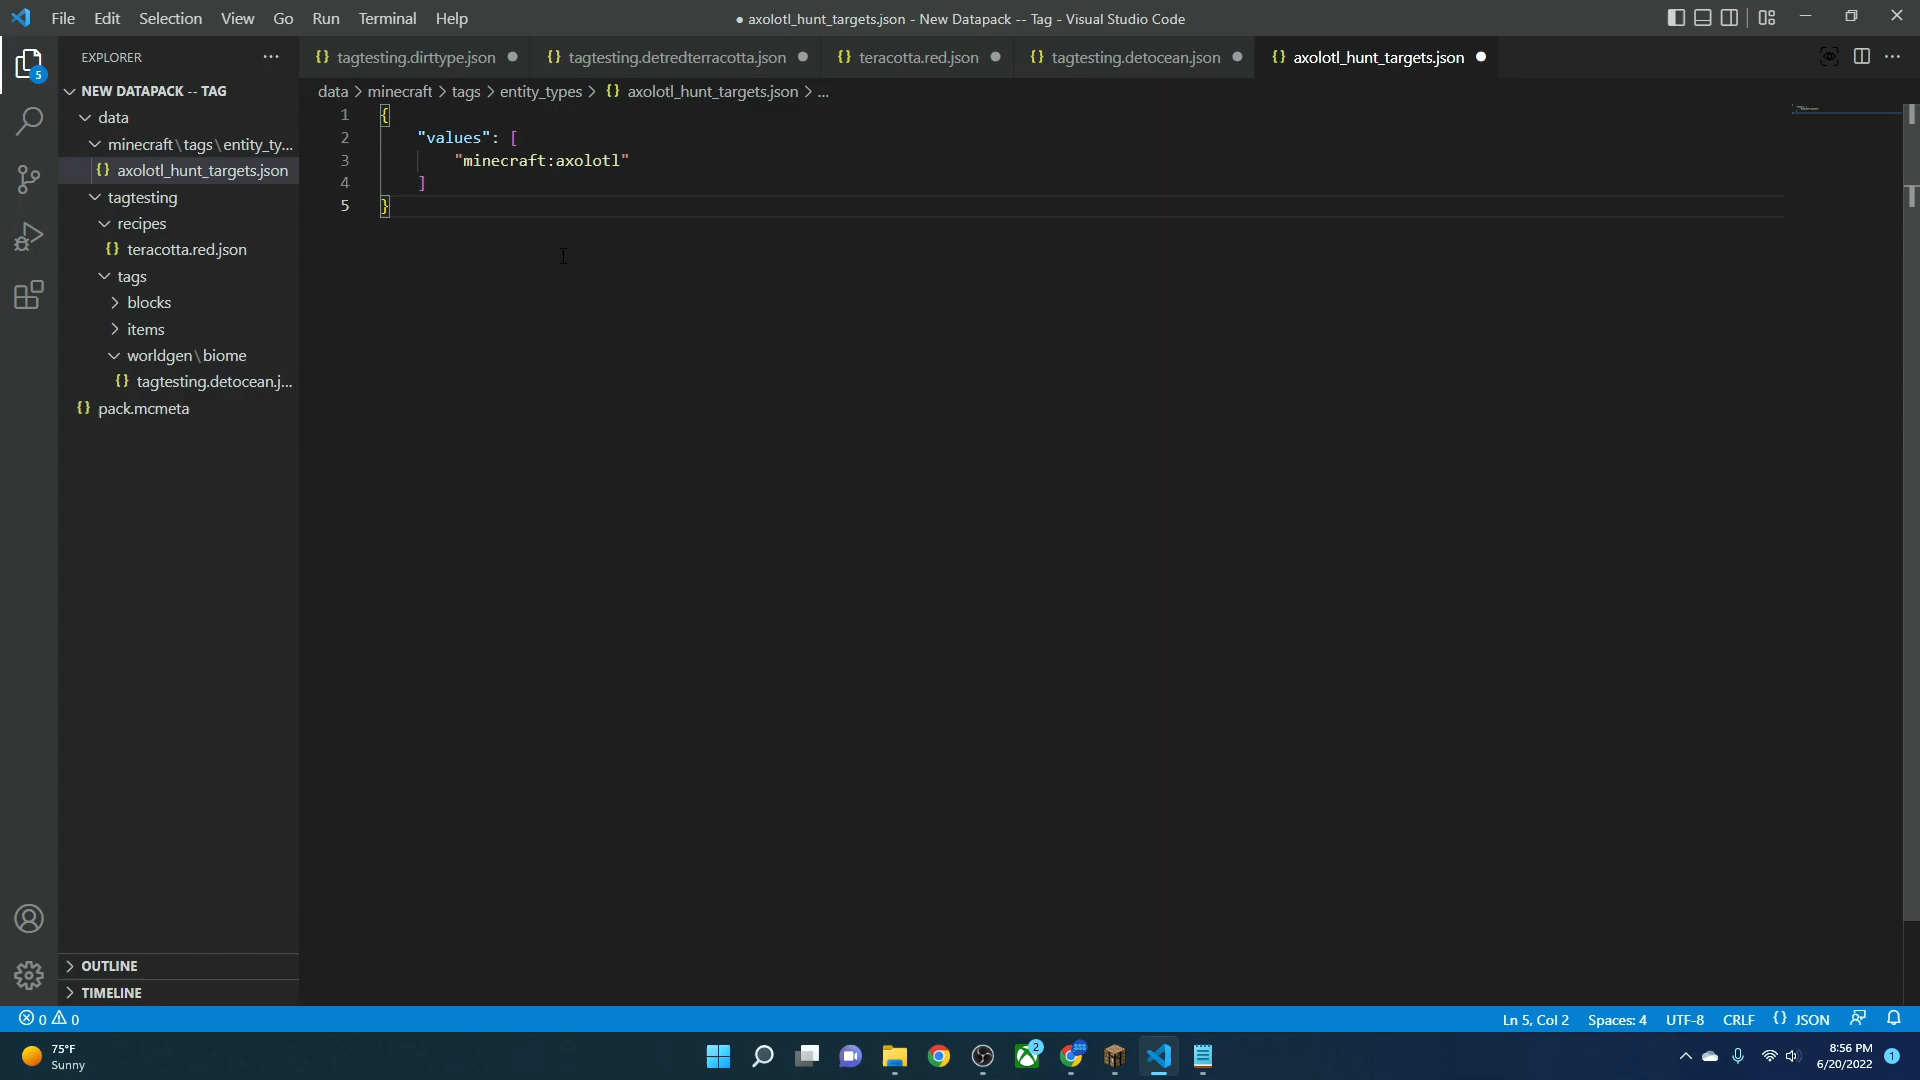 File Edit Selection View Go Run Terminal Help
● axolotl_hunt_targets.json - New Datapack -- Tag - Visual Studio Code
5
EXPLORER
NEW DATAPACK -- TAG
data
minecraft\tags\entity_ty...
{} axolotl_hunt_targets.json
tagtesting
recipes
{} teracotta.red.json
tags
blocks
items
worldgen\biome
{} tagtesting.detocean.j...
{} pack.mcmeta
OUTLINE
TIMELINE
{} tagtesting.dirttype.json {} tagtesting.detredterracotta.json {} teracotta.red.json {} tagtesting.detocean.json {} axolotl_hunt_targets.json
data > minecraft > tags > entity_types > {} axolotl_hunt_targets.json > ...
1 {
2 "values": [
3 "minecraft:axolotl"
4 ]
5 }
0 0 Ln 5, Col 2 Spaces: 4 UTF-8 CRLF {} JSON
75°F
Sunny
2
8:56 PM
6/20/2022
1